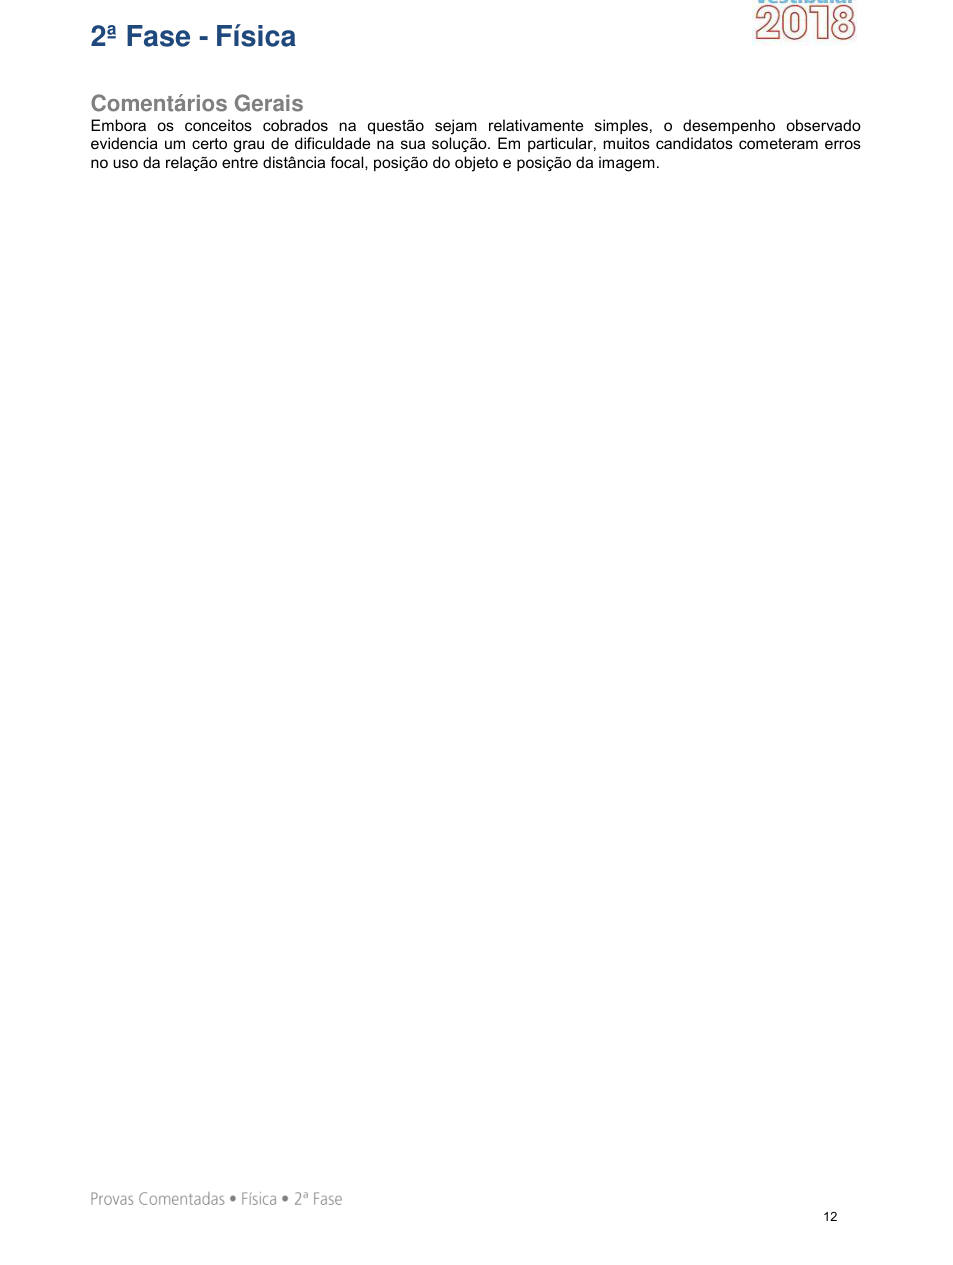 Vestibular
2018
2ª Fase - Física
Comentários Gerais
Embora os conceitos cobrados na questão sejam relativamente simples, o desempenho observado
evidencia um certo grau de dificuldade na sua solução. Em particular, muitos candidatos cometeram erros
no uso da relação entre distância focal, posição do objeto e posição da imagem.
Provas Comentadas • Física • 2ª Fase
12